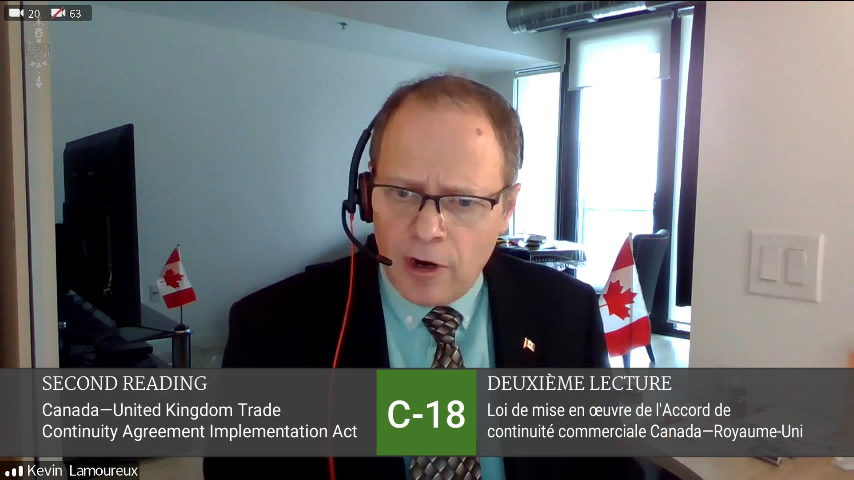 20 63
SECOND READING
Canada—United Kingdom Trade
Continuity Agreement Implementation Act
C-18
DEUXIÈME LECTURE
Loi de mise en œuvre de l'Accord de
continuité commerciale Canada—Royaume-Uni
Kevin Lamoureux